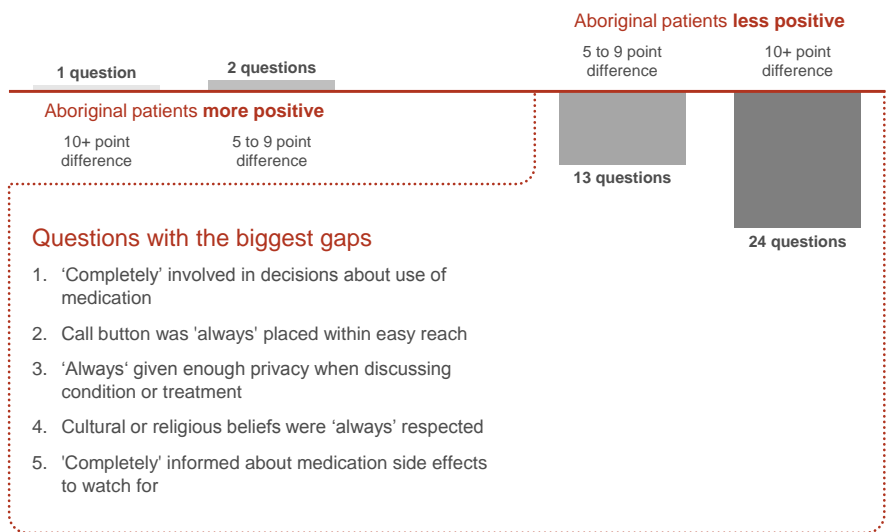 Aboriginal patients less positive
5 to 9 point
difference
10+ point
difference
1 question
2 questions
Aboriginal patients more positive
10+ point
difference
5 to 9 point
difference
13 questions
24 questions
Questions with the biggest gaps
1. ‘Completely’ involved in decisions about use of
medication
2. Call button was 'always' placed within easy reach
3. ‘Always‘ given enough privacy when discussing
condition or treatment
4. Cultural or religious beliefs were ‘always’ respected
5. 'Completely' informed about medication side effects
to watch for